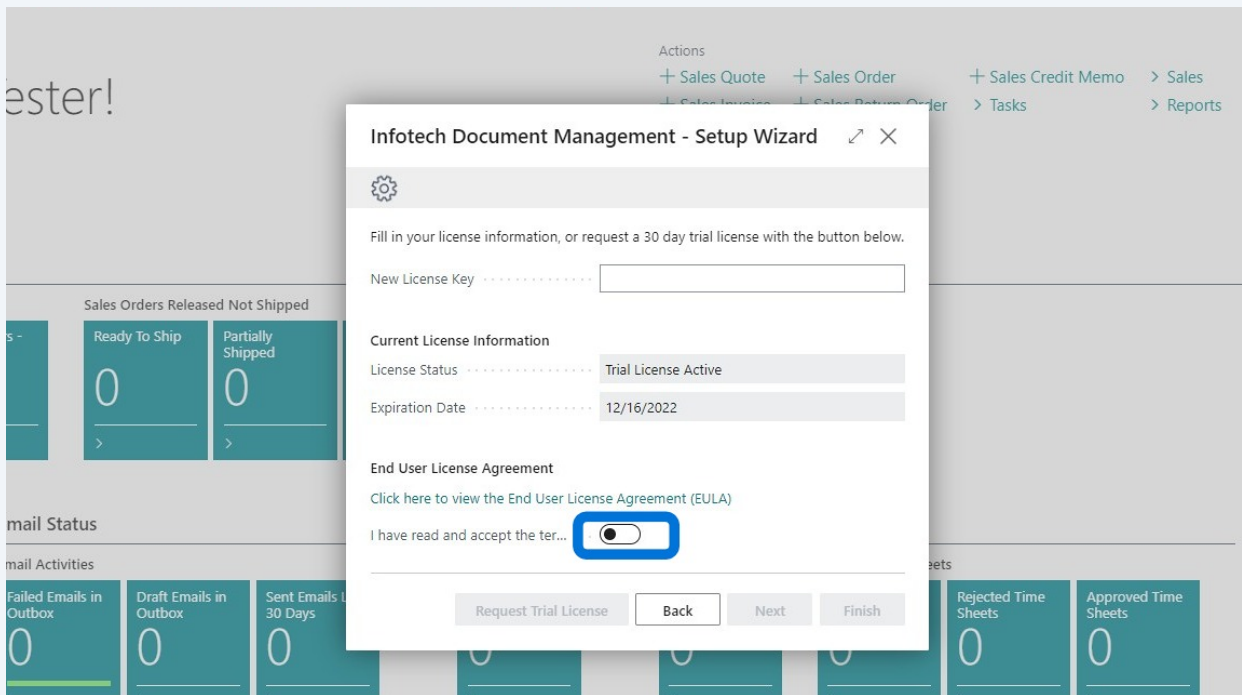 Actions
+ Sales Quote + Sales Order + Sales Credit Memo > Sales
ester!
> Tasks > Reports
Infotech Document Management - Setup Wizard
Fill in your license information, or request a 30 day trial license with the button below.
New License Key
Sales Orders Released Not Shipped
Ready To Ship
0
Partially
Shipped
0
Current License Information
License Status Trial License Active
Expiration Date 12/16/2022
End User License Agreement
Click here to view the End User License Agreement (EULA)
I have read and accept the ter...
mail Status
mail Activities
eets
Failed Emails in
Outbox
0
Draft Emails in
Outbox
0
Sent Emails L
30 Days
0
Rejected Time
Sheets
0
Approved Time
Sheets
0
Request Trial License Back Next Finish